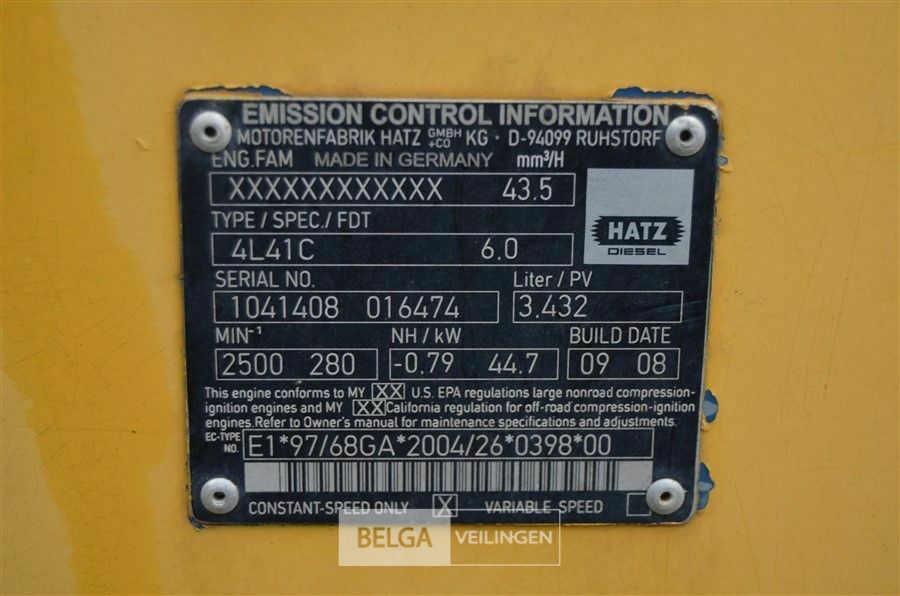 EMISSION CONTROL INFORMATION
MOTORENFABRIK HATZ GMBH +CO KG · D-94099 RUHSTORF
ENG.FAM MADE IN GERMANY mm³/H
XXXXXXXXXXXX 43.5
TYPE / SPEC./ FDT
HATZ
DIESEL
4L41C 6.0
SERIAL NO. Liter / PV
1041408 016474 3.432
MIN-¹ NH / kW BUILD DATE
2500 280 -0.79 44.7 09 08
This engine conforms to MY XX U.S. EPA regulations large nonroad compression-
ignition engines and MY XX California regulation for off-road compression-ignition
engines.Refer to Owner's manual for maintenance specifications and adjustments.
EC-TYPE NO. E1*97/68GA*2004/26*0398*00
CONSTANT-SPEED ONLY X VARIABLE SPEED
BELGA VEILINGEN